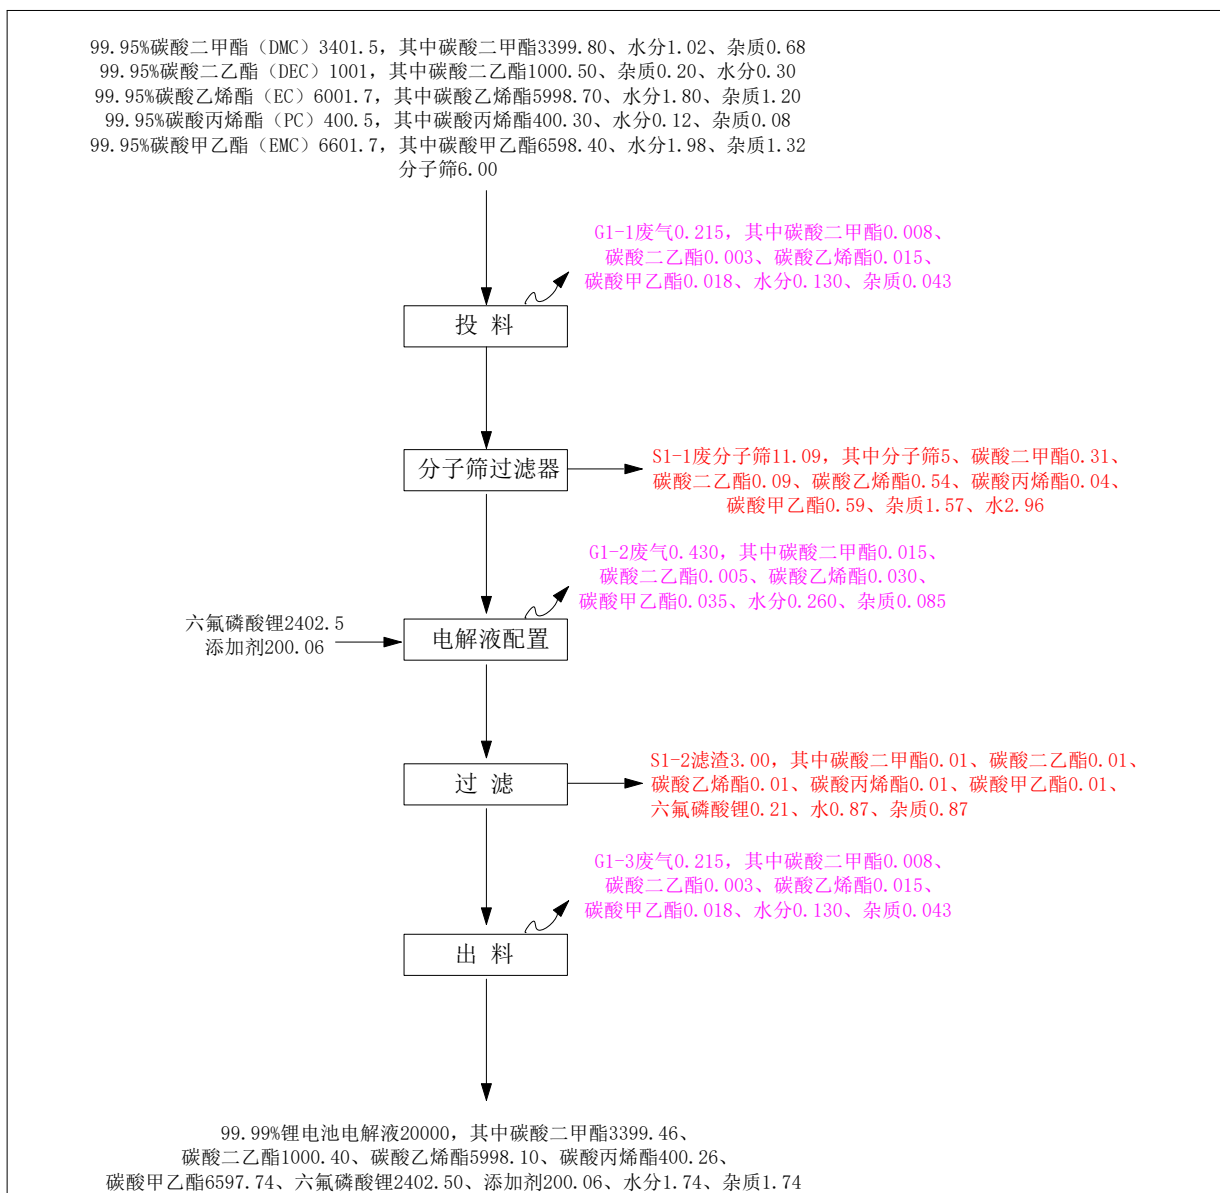 99.95%碳酸二甲酯（DMC）3401.5，其中碳酸二甲酯3399.80、水分1.02、杂质0.68
99.95%碳酸二乙酯（DEC）1001，其中碳酸二乙酯1000.50、杂质0.20、水分0.30
99.95%碳酸乙烯酯（EC）6001.7，其中碳酸乙烯酯5998.70、水分1.80、杂质1.20
99.95%碳酸丙烯酯（PC）400.5，其中碳酸丙烯酯400.30、水分0.12、杂质0.08
99.95%碳酸甲乙酯（EMC）6601.7，其中碳酸甲乙酯6598.40、水分1.98、杂质1.32
分子筛6.00
G1-1废气0.215，其中碳酸二甲酯0.008、
碳酸二乙酯0.003、碳酸乙烯酯0.015、
碳酸甲乙酯0.018、水分0.130、杂质0.043
投 料
分子筛过滤器
S1-1废分子筛11.09，其中分子筛5、碳酸二甲酯0.31、
碳酸二乙酯0.09、碳酸乙烯酯0.54、碳酸丙烯酯0.04、
碳酸甲乙酯0.59、杂质1.57、水2.96
G1-2废气0.430，其中碳酸二甲酯0.015、
碳酸二乙酯0.005、碳酸乙烯酯0.030、
碳酸甲乙酯0.035、水分0.260、杂质0.085
六氟磷酸锂2402.5
添加剂200.06
电解液配置
过 滤
S1-2滤渣3.00，其中碳酸二甲酯0.01、碳酸二乙酯0.01、
碳酸乙烯酯0.01、碳酸丙烯酯0.01、碳酸甲乙酯0.01、
六氟磷酸锂0.21、水0.87、杂质0.87
G1-3废气0.215，其中碳酸二甲酯0.008、
碳酸二乙酯0.003、碳酸乙烯酯0.015、
碳酸甲乙酯0.018、水分0.130、杂质0.043
出 料
99.99%锂电池电解液20000，其中碳酸二甲酯3399.46、
碳酸二乙酯1000.40、碳酸乙烯酯5998.10、碳酸丙烯酯400.26、
碳酸甲乙酯6597.74、六氟磷酸锂2402.50、添加剂200.06、水分1.74、杂质1.74